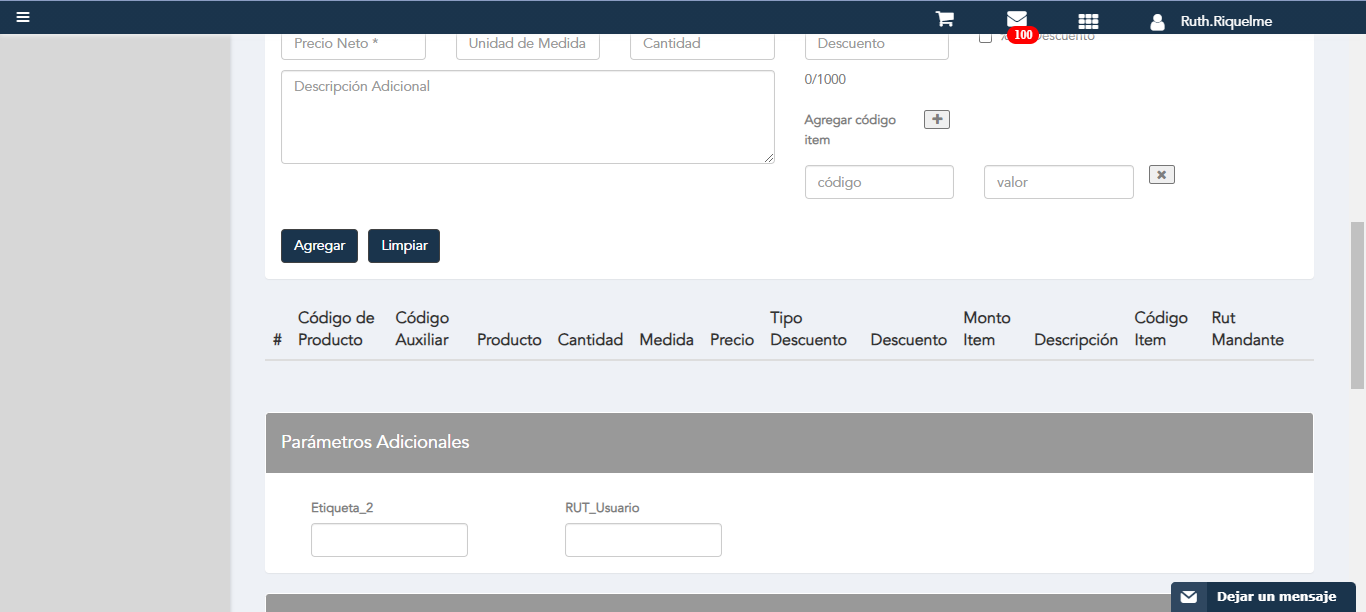 Ruth.Riquelme
100
Precio Neto * Unidad de Medida Cantidad Descuento
Descripción Adicional
0/1000
Agregar código
item
código valor
Agregar Limpiar
# Código de Producto Código Auxiliar Producto Cantidad Medida Precio Tipo Descuento Descuento Monto Item Descripción Código Item Rut Mandante
Parámetros Adicionales
Etiqueta_2 RUT_Usuario
Dejar un mensaje